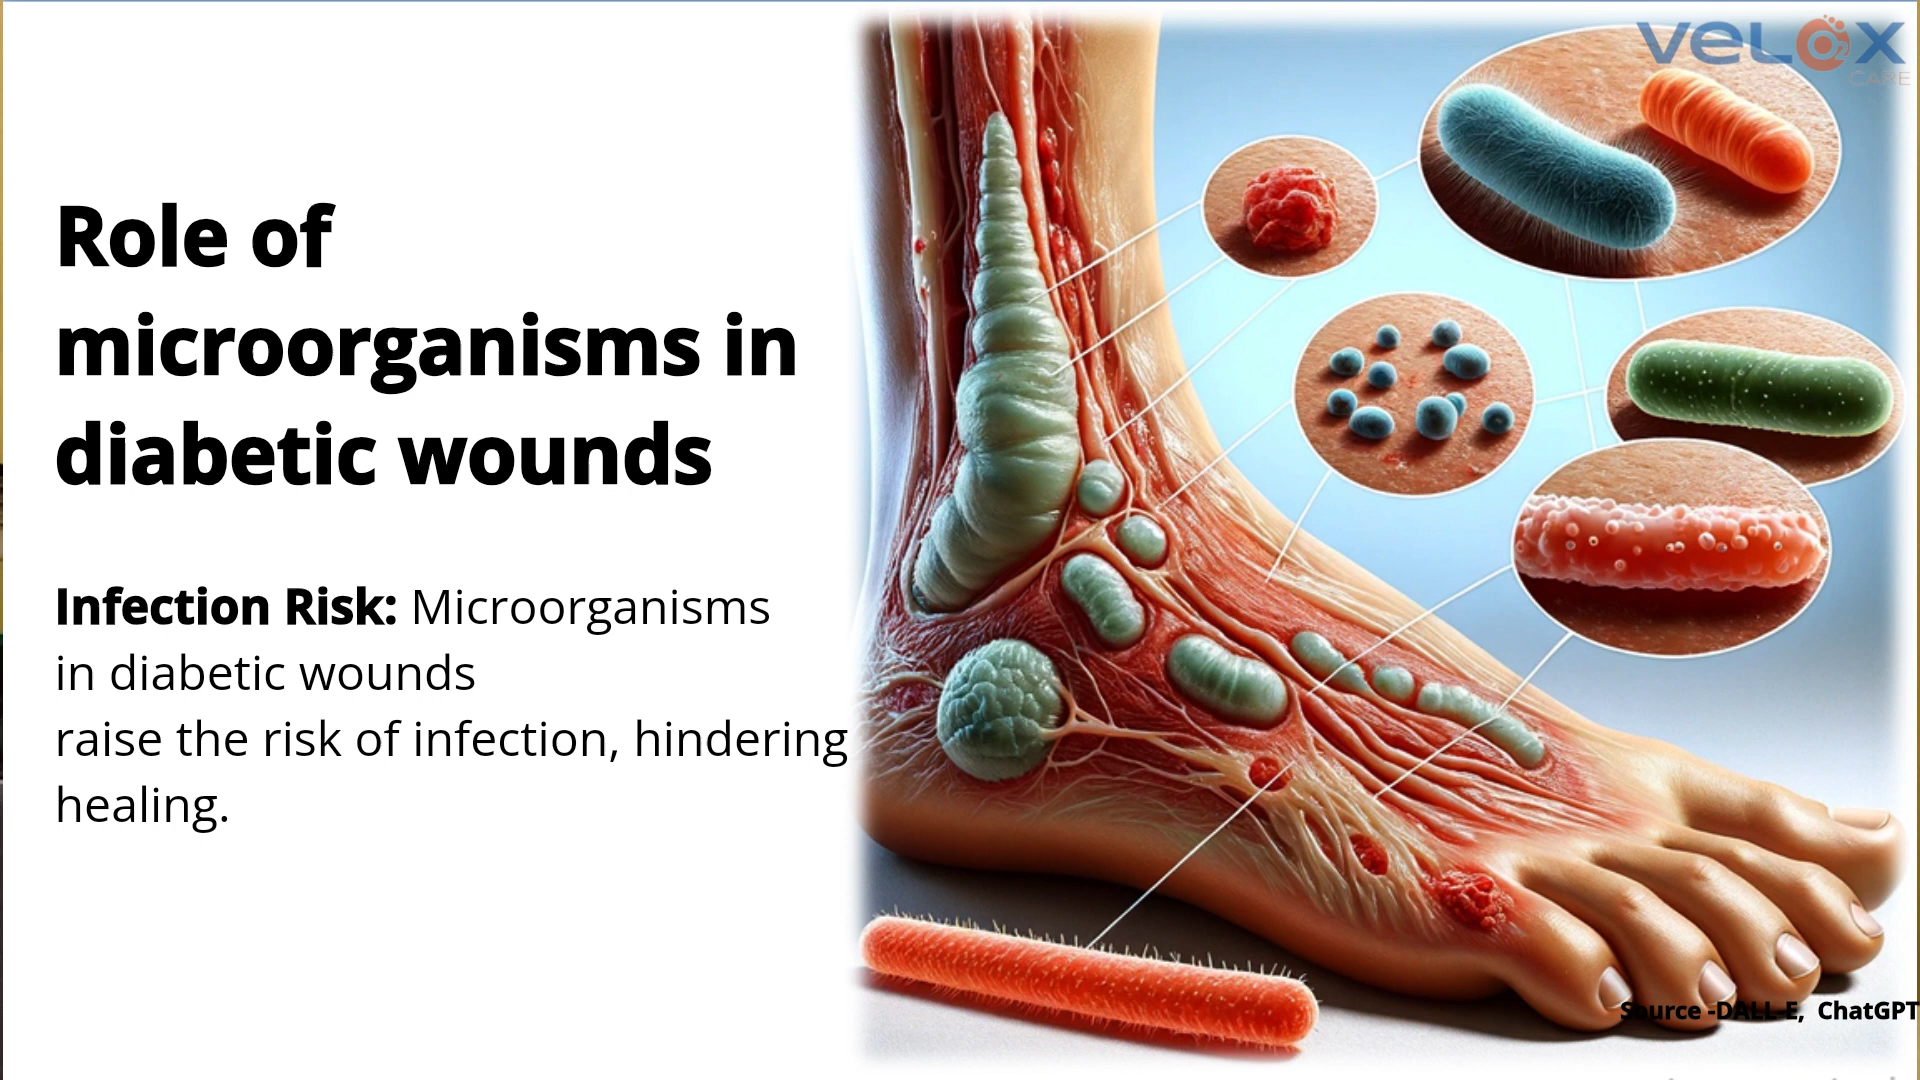 VELOX
CARE
Role of
microorganisms in
diabetic wounds
Infection Risk: Microorganisms
in diabetic wounds
raise the risk of infection, hindering
healing.
Source -DALL-E, ChatGPT